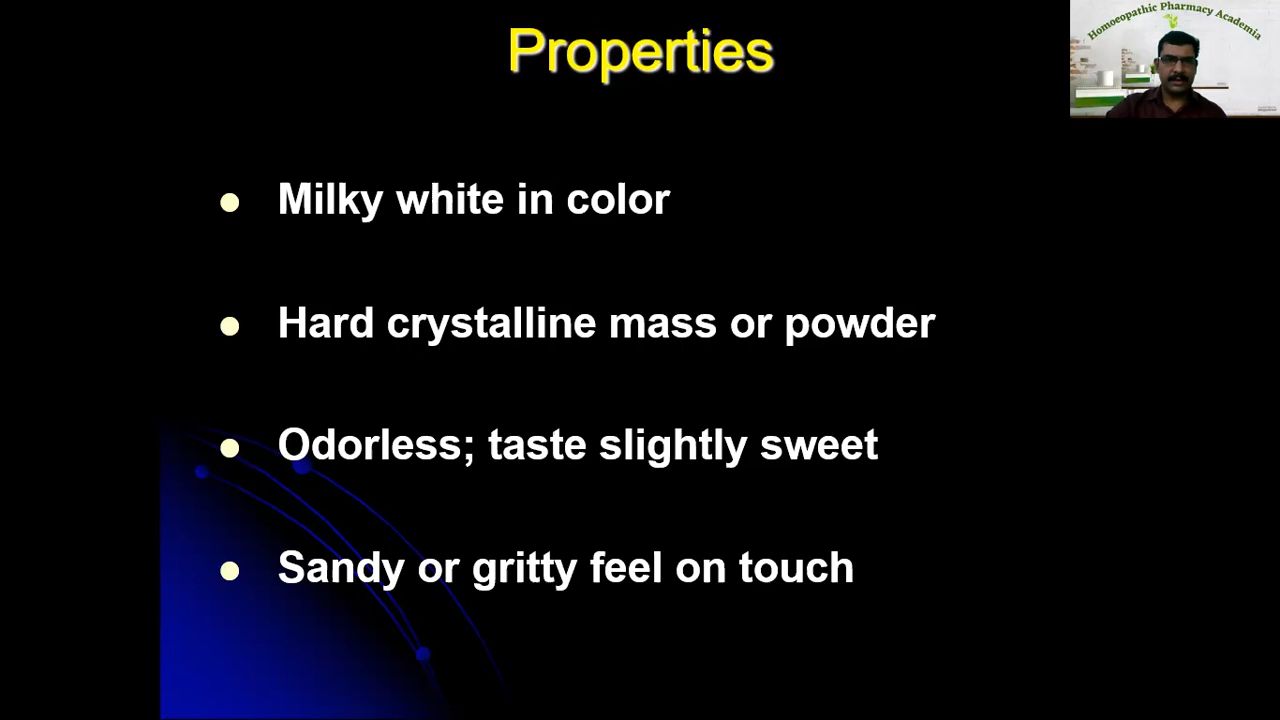 Properties
Homoeopathic Pharmacy Academia
Milky white in color
Hard crystalline mass or powder
Odorless; taste slightly sweet
Sandy or gritty feel on touch